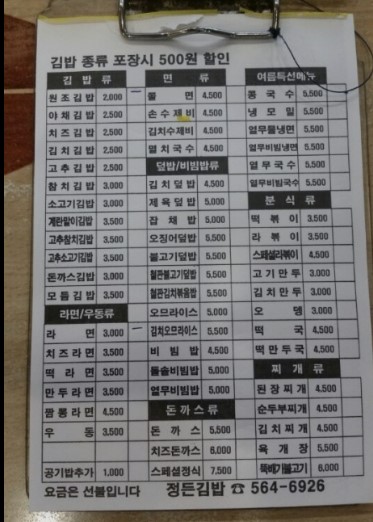 김밥 종류 포장시 500원 할인
김 밥 류
원조김밥 2,000
야채김밥 2,500
치즈김밥 2,500
김치김밥 2,500
고추김밥 2,500
참치김밥 3,000
소고기김밥 3,000
계란말이김밥 3,500
고추참치김밥 3,500
고추소고기김밥 3,500
돈까스김밥 3,000
모듬김밥 3,500
라면/우동류
라 면 3,000
치즈라면 3,500
떡 라 면 3,500
만두라면 3,500
짬뽕라면 4,500
우 동 3,500
공기밥추가 1,000
면 류
쫄 면 4,500
손수제비 4,500
김치수제비 4,500
멸치국수 4,500
덮밥/비빔밥류
김치덮밥 4,500
제육덮밥 5,000
잡 채 밥 5,000
오징어덮밥 5,500
불고기덮밥 5,500
철판불고기덮밥 5,500
철판김치볶음밥 5,500
오므라이스 5,000
김치오므라이스 5,500
비 빔 밥 4,500
돌솥비빔밥 5,000
열무비빔밥 5,000
돈까스류
돈 까 스 5,500
치즈돈까스 6,000
스페셜정식 7,500
여름특선메뉴
콩 국 수 5,500
냉 모 밀 5,500
열무물냉면 5,500
열무비빔냉면 5,500
열무국수 5,500
열무비빔국수 5,500
분 식 류
떡 볶 이 3,500
라 볶 이 3,500
스페셜라볶이 4,500
고기만두 3,000
김치만두 3,000
오 뎅 3,000
떡 국 4,500
떡만두국 4,500
찌 개 류
된장찌개 4,500
순두부찌개 4,500
김치찌개 4,500
육 개 장 5,500
뚝배기불고기 6,000
요금은 선불입니다 정든김밥 ☎ 564-6926